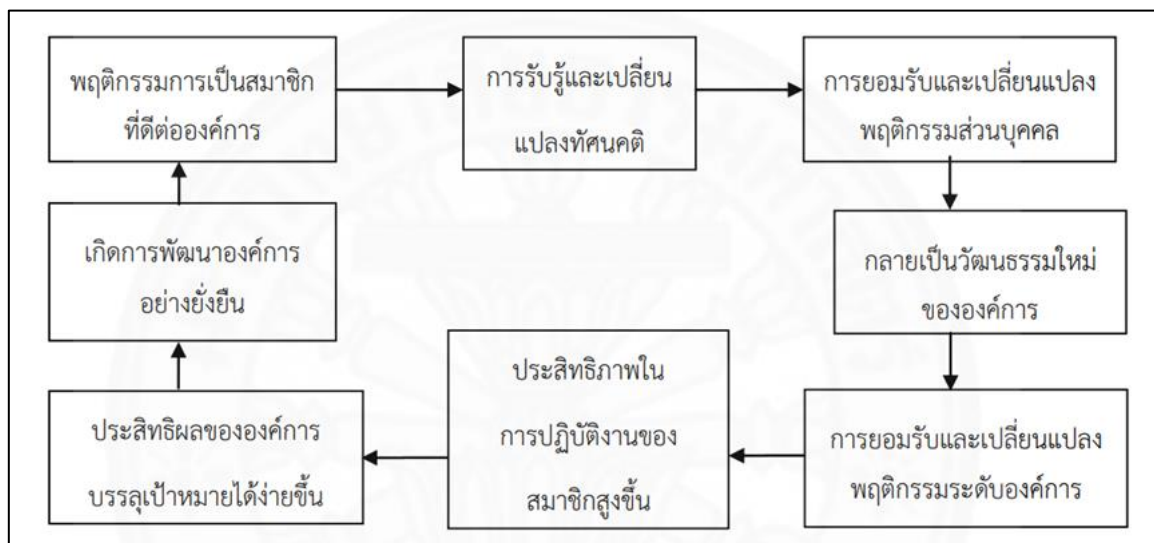 พฤติกรรมการเป็นสมาชิก
ที่ดีต่อองค์การ
การรับรู้และเปลี่ยน
แปลงทัศนคติ
การยอมรับและเปลี่ยนแปลง
พฤติกรรมส่วนบุคคล
กลายเป็นวัฒนธรรมใหม่
ขององค์การ
การยอมรับและเปลี่ยนแปลง
พฤติกรรมระดับองค์การ
ประสิทธิภาพใน
การปฏิบัติงานของ
สมาชิกสูงขึ้น
ประสิทธิผลขององค์การ
บรรลุเป้าหมายได้ง่ายขึ้น
เกิดการพัฒนาองค์การ
อย่างยั่งยืน